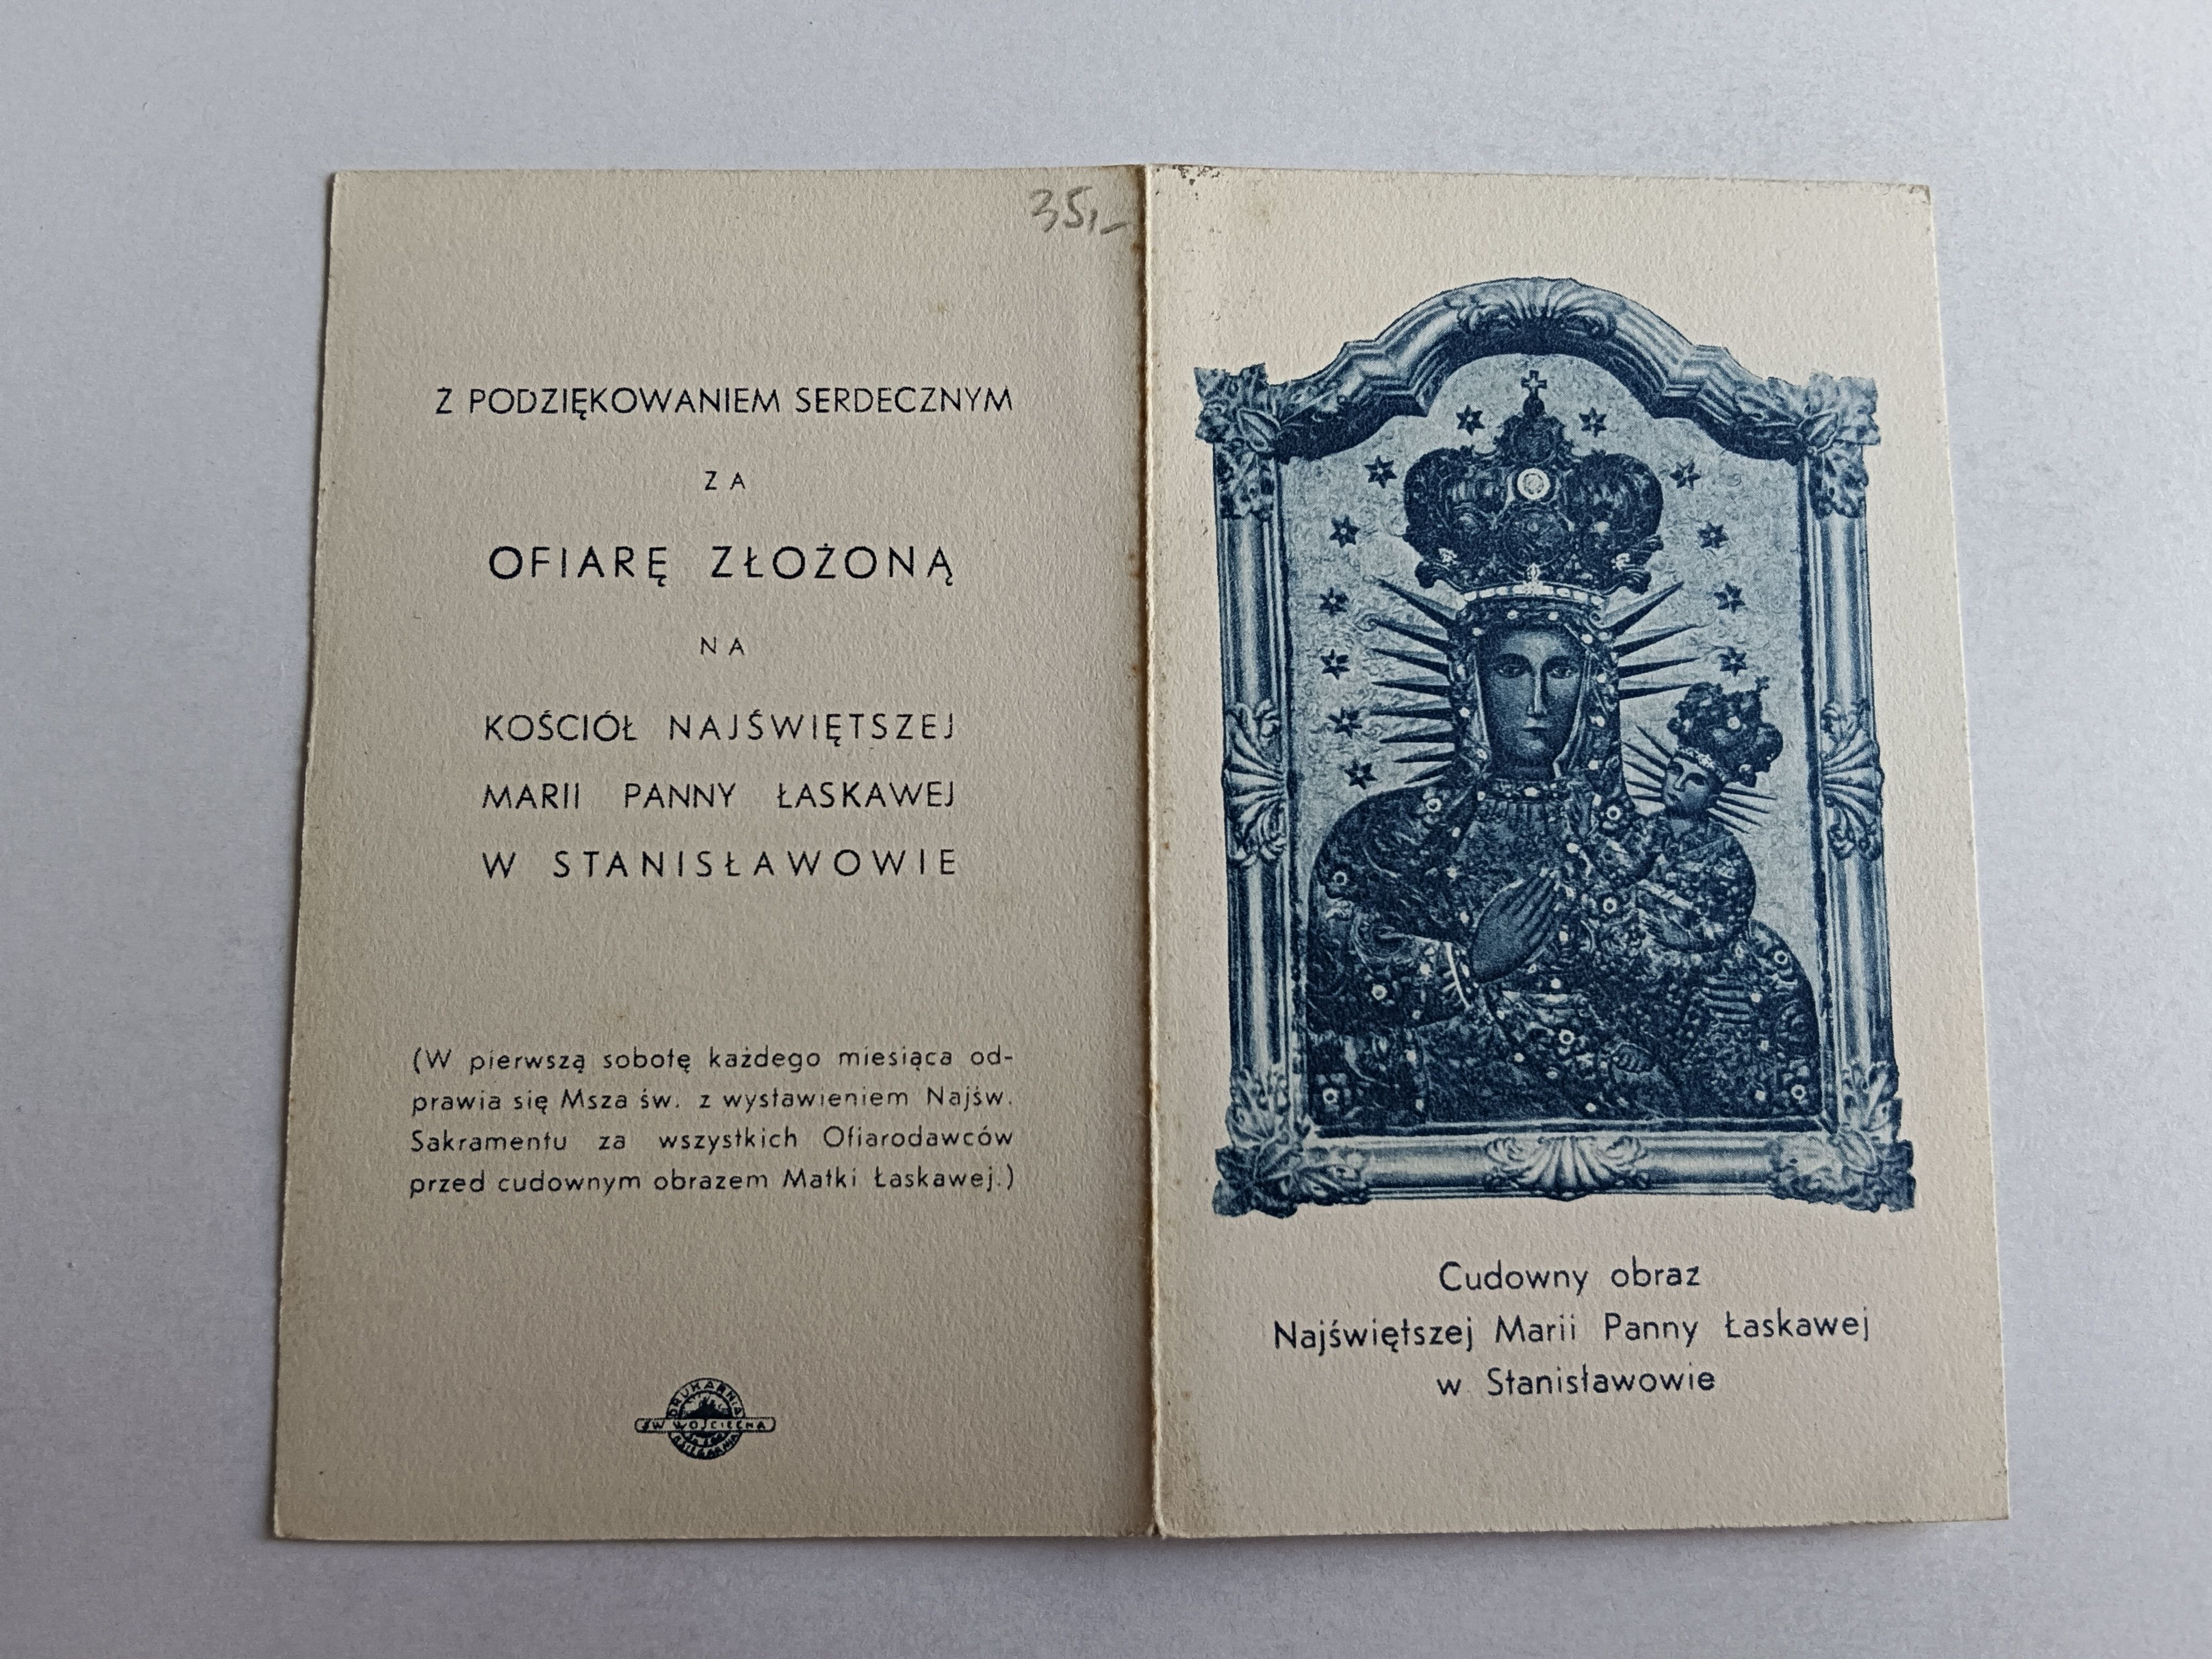 35,-
Z PODZIĘKOWANIEM SERDECZNYM
ZA
OFIARĘ ZŁOŻONĄ
NA
KOŚCIÓŁ NAJŚWIĘTSZEJ
MARII PANNY ŁASKAWEJ
W STANISŁAWOWIE
(W pierwszą sobotę każdego miesiąca od-
prawia się Msza św. z wystawieniem Najśw.
Sakramentu za wszystkich Ofiarodawców
przed cudownym obrazem Matki Łaskawej.)
DRUKARNIA
ŚW WOJCIECHA
KSIĘGARNIA
Cudowny obraz
Najświętszej Marii Panny Łaskawej
w Stanisławowie